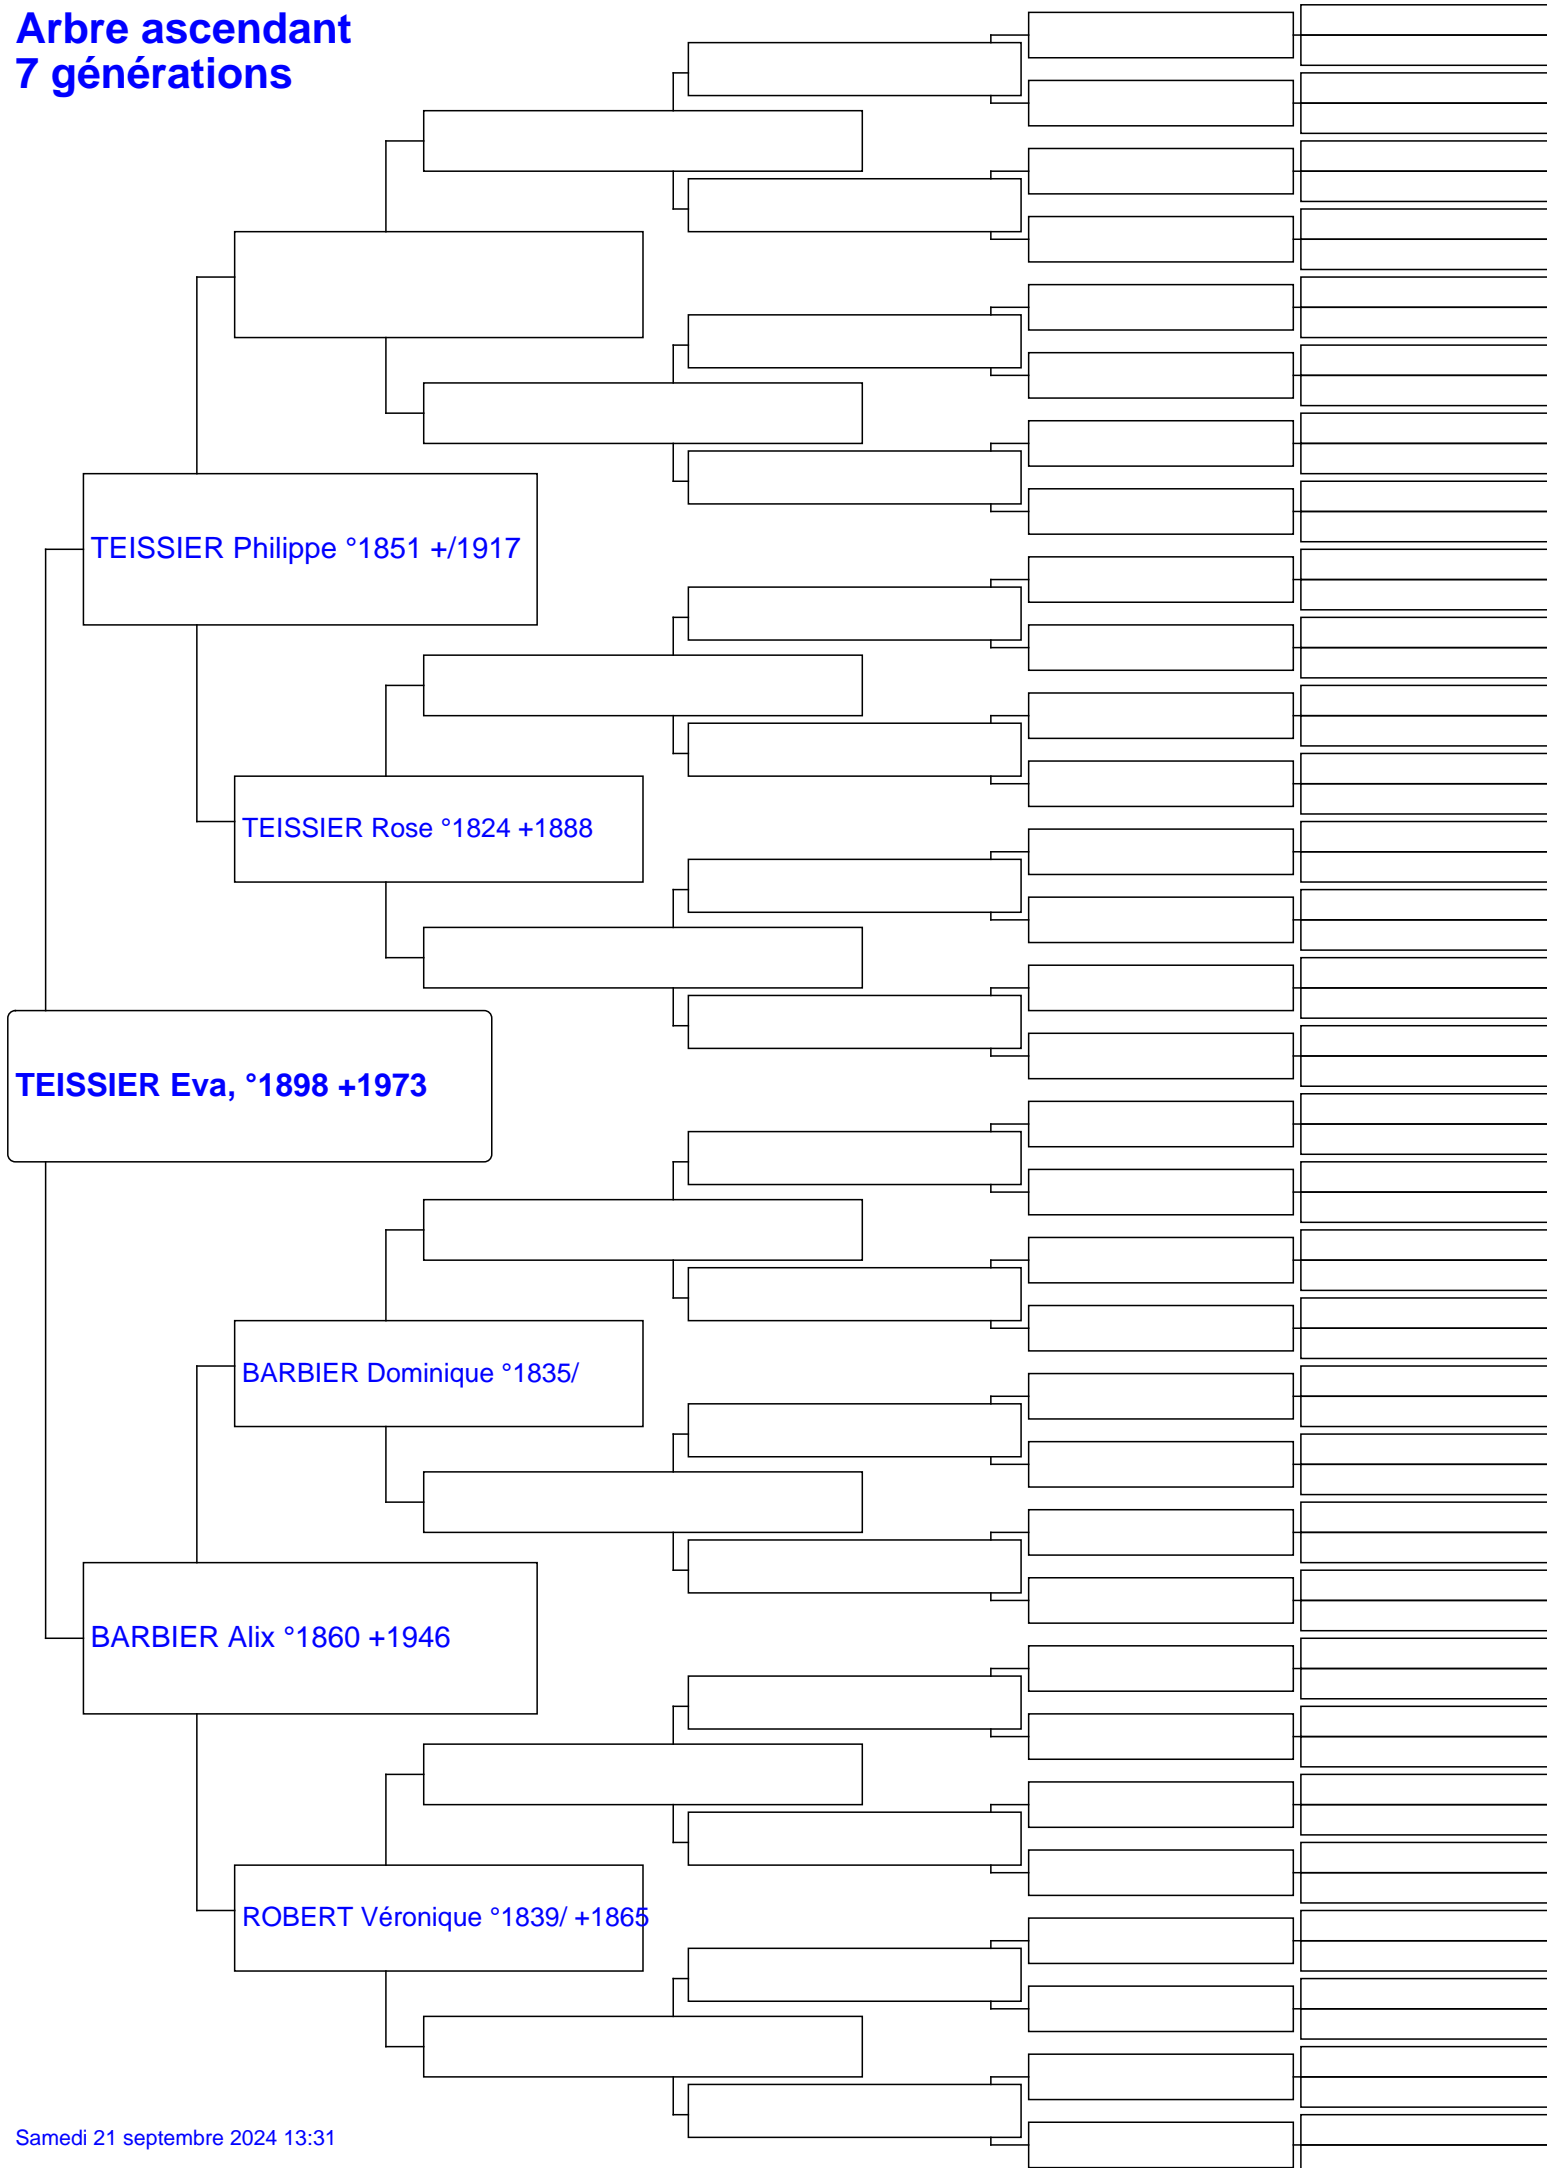 Arbre ascendant
7 générations
TEISSIER Philippe °1851 +/1917
TEISSIER Rose °1824 +1888
TEISSIER Eva, °1898 +1973
BARBIER Dominique °1835/
BARBIER Alix °1860 +1946
ROBERT Véronique °1839/ +1865
Samedi 21 septembre 2024 13:31